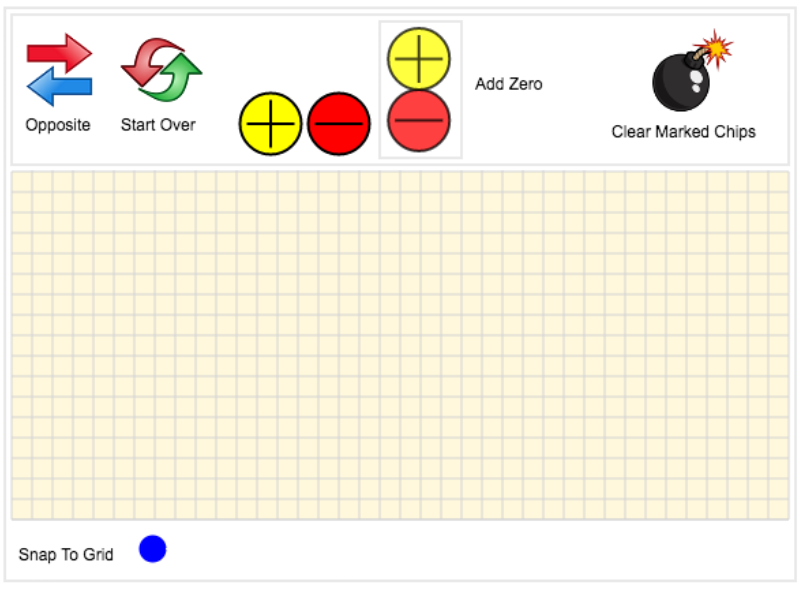 Opposite
Start Over
Add Zero
Clear Marked Chips
Snap To Grid